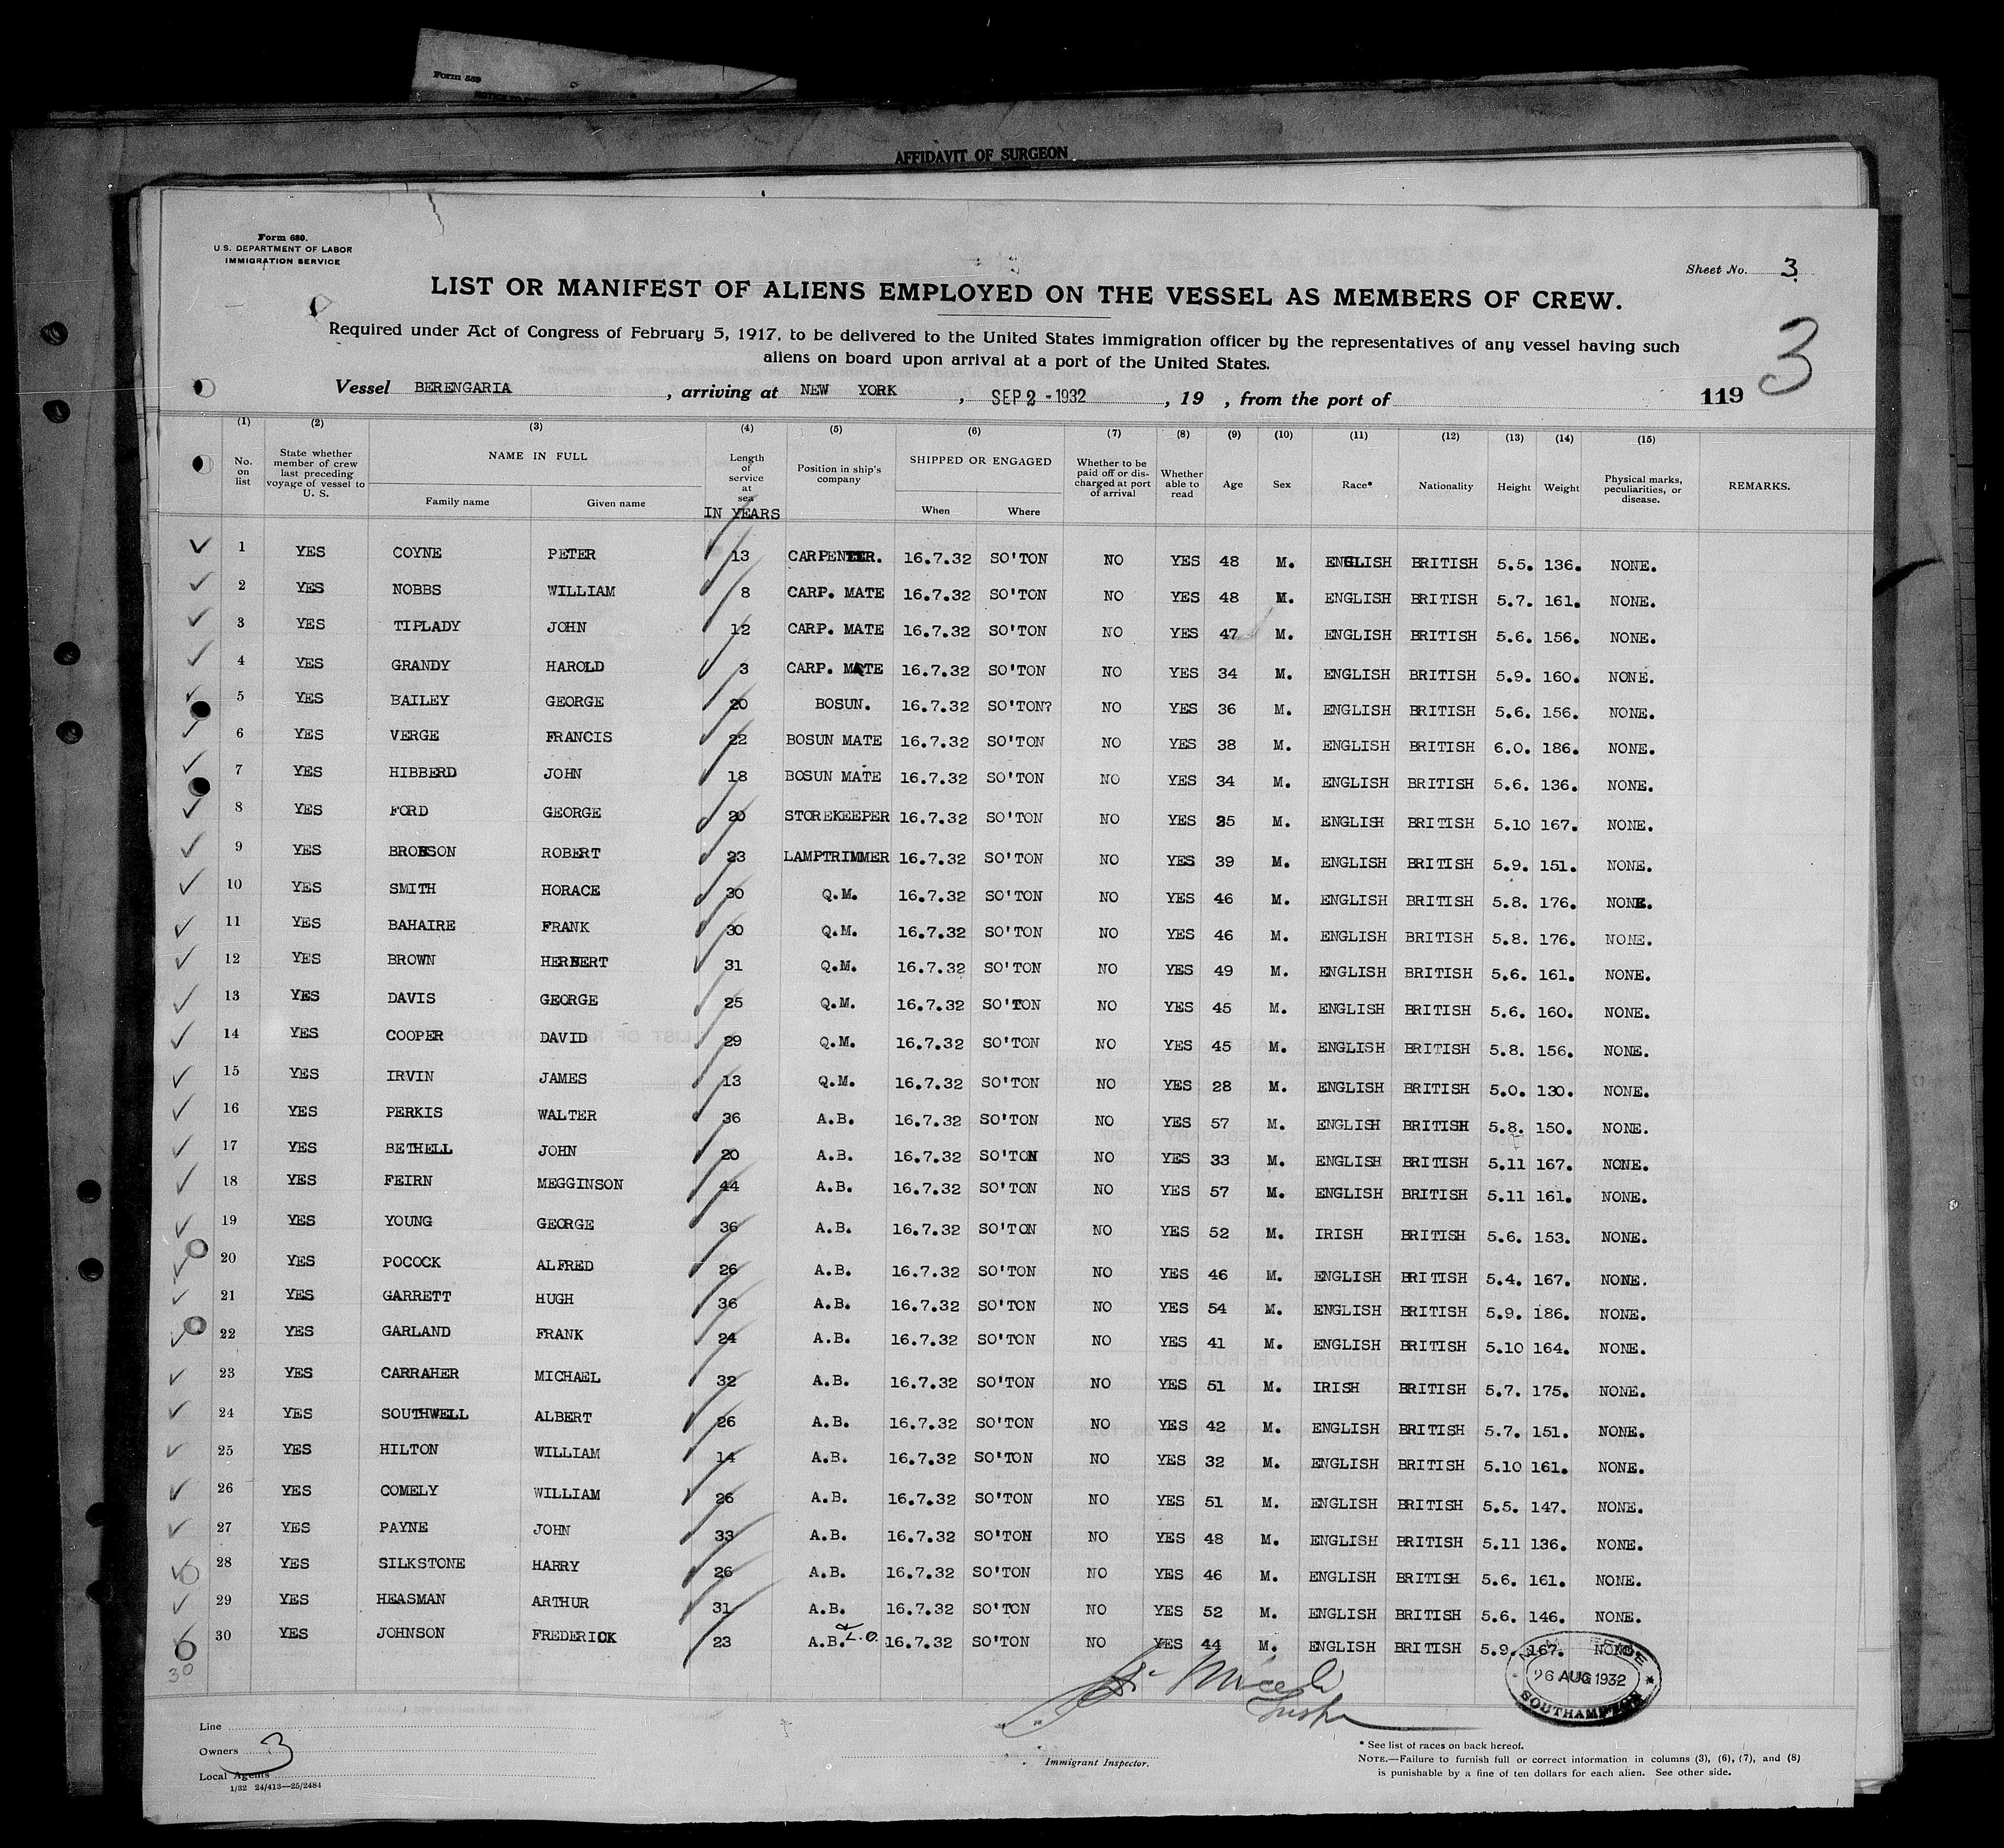 Form 559
AFFIDAVIT OF SURGEON
Form 680.
U.S. DEPARTMENT OF LABOR
IMMIGRATION SERVICE
Sheet No. 3
LIST OR MANIFEST OF ALIENS EMPLOYED ON THE VESSEL AS MEMBERS OF CREW.
Required under Act of Congress of February 5, 1917, to be delivered to the United States immigration officer by the representatives of any vessel having such
aliens on board upon arrival at a port of the United States.
3
Vessel BERENGARIA , arriving at NEW YORK , SEP 2 - 1932 , 19 , from the port of 119
(1) (2) (3) (4) (5) (6) (7) (8) (9) (10) (11) (12) (13) (14) (15)
No. on list State whether member of crew last preceding voyage of vessel to U. S. NAME IN FULL Family name Given name Length of service at sea IN YEARS Position in ship's company SHIPPED OR ENGAGED When Where Whether to be paid off or discharged at port of arrival Whether able to read Age Sex Race* Nationality Height Weight Physical marks, peculiarities, or disease. REMARKS.
1 YES COYNE PETER 13 CARPENTER. 16.7.32 SO'TON NO YES 48 M. ENGLISH BRITISH 5.5. 136. NONE.
2 YES NOBBS WILLIAM 8 CARP. MATE 16.7.32 SO'TON NO YES 48 M. ENGLISH BRITISH 5.7. 161. NONE.
3 YES TIPLADY JOHN 12 CARP. MATE 16.7.32 SO'TON NO YES 47 M. ENGLISH BRITISH 5.6. 156. NONE.
4 YES GRANDY HAROLD 3 CARP. MATE 16.7.32 SO'TON NO YES 34 M. ENGLISH BRITISH 5.9. 160. NONE.
5 YES BAILEY GEORGE 20 BOSUN. 16.7.32 SO'TON? NO YES 36 M. ENGLISH BRITISH 5.6. 156. NONE.
6 YES VERGE FRANCIS 22 BOSUN MATE 16.7.32 SO'TON NO YES 38 M. ENGLISH BRITISH 6.0. 186. NONE.
7 YES HIBBERD JOHN 18 BOSUN MATE 16.7.32 SO'TON NO YES 34 M. ENGLISH BRITISH 5.6. 136. NONE.
8 YES FORD GEORGE 20 STOREKEEPER 16.7.32 SO'TON NO YES 35 M. ENGLISH BRITISH 5.10 167. NONE.
9 YES ROBERT 23 LAMPTRIMMER 16.7.32 SO'TON NO YES 39 M. ENGLISH BRITISH 5.9. 151. NONE.
10 YES SMITH HORACE 30 Q.M. 16.7.32 SO'TON NO YES 46 M. ENGLISH BRITISH 5.8. 176. NONE.
11 YES BAHAIRE FRANK 30 Q.M. 16.7.32 SO'TON NO YES 46 M. ENGLISH BRITISH 5.8. 176. NONE.
12 YES BROWN HERBERT 31 Q.M. 16.7.32 SO'TON NO YES 49 M. ENGLISH BRITISH 5.6. 161. NONE.
13 YES DAVIS GEORGE 25 Q.M. 16.7.32 SO'TON NO YES 45 M. ENGLISH BRITISH 5.6. 160. NONE.
14 YES COOPER DAVID 29 Q.M. 16.7.32 SO'TON NO YES 45 M. ENGLISH BRITISH 5.8. 156. NONE.
15 YES IRVIN JAMES 13 Q.M. 16.7.32 SO'TON NO YES 28 M. ENGLISH BRITISH 5.0. 130. NONE.
16 YES PERKIS WALTER 36 A.B. 16.7.32 SO'TON NO YES 57 M. ENGLISH BRITISH 5.8. 150. NONE.
17 YES BETHELL JOHN 20 A.B. 16.7.32 SO'TON NO YES 33 M. ENGLISH BRITISH 5.11 167. NONE.
18 YES FEIRN MEGGINSON 44 A.B. 16.7.32 SO'TON NO YES 57 M. ENGLISH BRITISH 5.11 161. NONE.
19 YES YOUNG GEORGE 36 A.B. 16.7.32 SO'TON NO YES 52 M. IRISH BRITISH 5.6. 153. NONE.
20 YES POCOCK ALFRED 26 A.B. 16.7.32 SO'TON NO YES 46 M. ENGLISH BRITISH 5.4. 167. NONE.
21 YES GARRETT HUGH 36 A.B. 16.7.32 SO'TON NO YES 54 M. ENGLISH BRITISH 5.9. 186. NONE.
22 YES GARLAND FRANK 24 A.B. 16.7.32 SO'TON NO YES 41 M. ENGLISH BRITISH 5.10 164. NONE.
23 YES CARRAHER MICHAEL 32 A.B. 16.7.32 SO'TON NO YES 51 M. IRISH BRITISH 5.7. 175. NONE.
24 YES SOUTHWELL ALBERT 26 A.B. 16.7.32 SO'TON NO YES 42 M. ENGLISH BRITISH 5.7. 151. NONE.
25 YES HILTON WILLIAM 14 A.B. 16.7.32 SO'TON NO YES 32 M. ENGLISH BRITISH 5.10 161. NONE.
26 YES COMELY WILLIAM 26 A.B. 16.7.32 SO'TON NO YES 51 M. ENGLISH BRITISH 5.5. 147. NONE.
27 YES PAYNE JOHN 33 A.B. 16.7.32 SO'TON NO YES 48 M. ENGLISH BRITISH 5.11 136. NONE.
28 YES SILKSTONE HARRY 26 A.B. 16.7.32 SO'TON NO YES 46 M. ENGLISH BRITISH 5.6. 161. NONE.
29 YES HEASMAN ARTHUR 31 A.B. 16.7.32 SO'TON NO YES 52 M. ENGLISH BRITISH 5.6. 146. NONE.
30 YES JOHNSON FREDERICK 23 A.B. & L.O. 16.7.32 SO'TON NO YES 44 M. ENGLISH BRITISH 5.9. 167. NONE
30
26 AUG 1932
SOUTHAMPTON
Line
Owners 3
Local Agents
1/32 24/413—25/2484
Immigrant Inspector.
* See list of races on back hereof.
NOTE.—Failure to furnish full or correct information in columns (3), (6), (7), and (8)
is punishable by a fine of ten dollars for each alien. See other side.